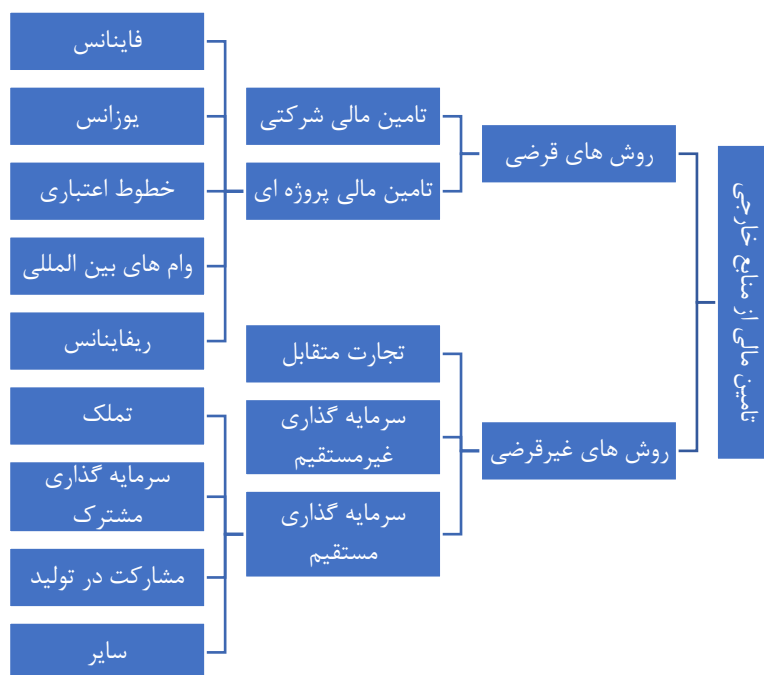 تامین مالی از منابع خارجی
روش های قرضی
تامین مالی شرکتی
تامین مالی پروژه ای
فاینانس
یوزانس
خطوط اعتباری
وام های بین المللی
ریفاینانس
روش های غیرقرضی
تجارت متقابل
سرمایه گذاری
غیرمستقیم
سرمایه گذاری
مستقیم
تملک
سرمایه گذاری
مشترک
مشارکت در تولید
سایر